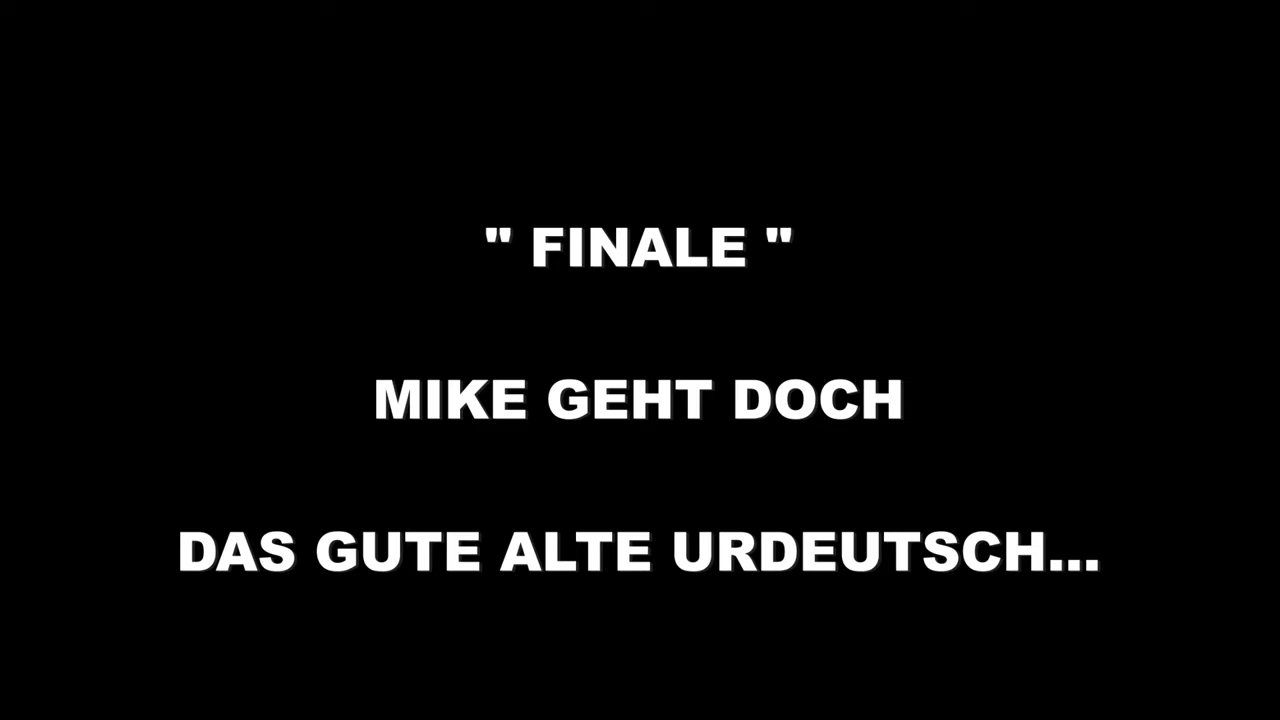 " FINALE "
MIKE GEHT DOCH
DAS GUTE ALTE URDEUTSCH...